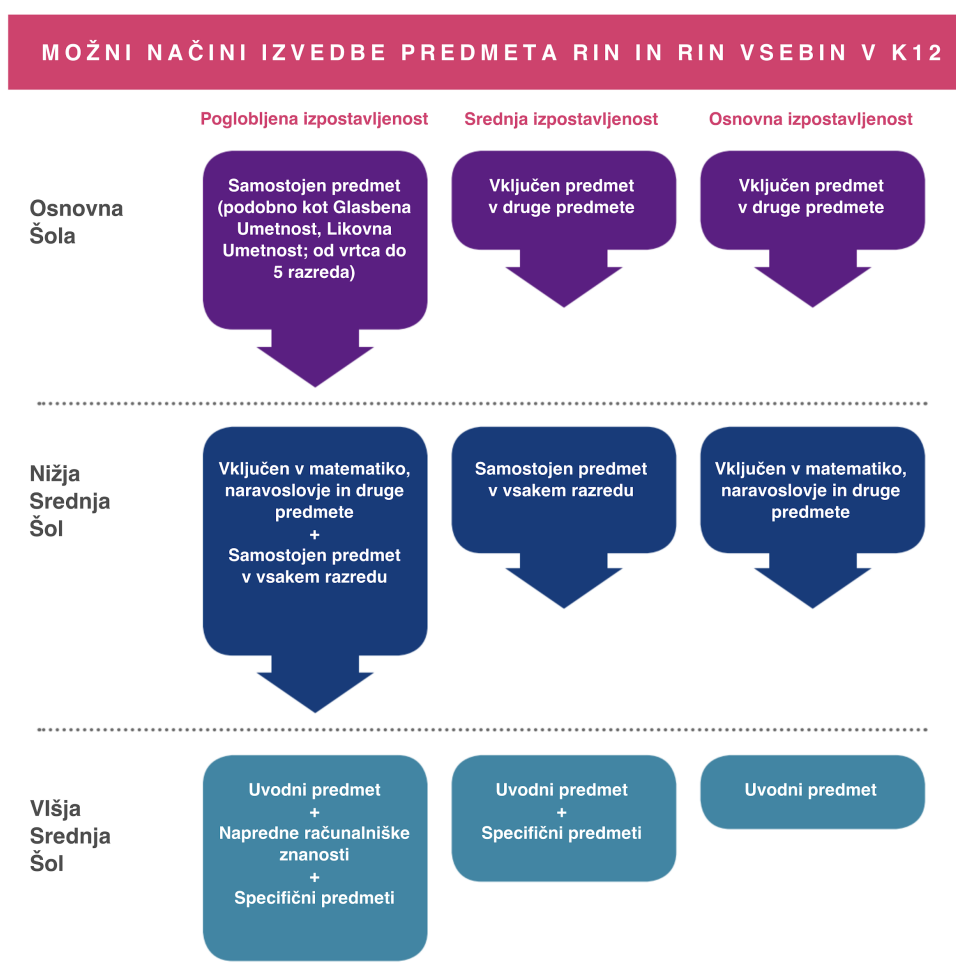 MOŽNI NAČINI IZVEDBE PREDMETA RIN IN RIN VSEBIN V K12
Poglobljena izpostavljenost
Srednja izpostavljenost
Osnovna izpostavljenost
Osnovna
Šola
Samostojen predmet
(podobno kot Glasbena
Umetnost, Likovna
Umetnost; od vrtca do
5 razreda)
Vključen predmet
v druge predmete
Vključen predmet
v druge predmete
Nižja
Srednja
Šol
Vključen v matematiko,
naravoslovje in druge
predmete
+
Samostojen predmet
v vsakem razredu
Samostojen predmet
v vsakem razredu
Vključen v matematiko,
naravoslovje in druge
predmete
VIšja
Srednja
Šol
Uvodni predmet
+
Napredne računalniške
znanosti
+
Specifični predmeti
Uvodni predmet
+
Specifični predmeti
Uvodni predmet